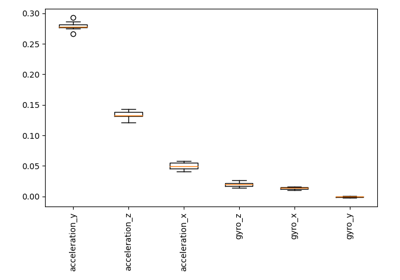 0.30
0.25
0.20
0.15
0.10
0.05
0.00
acceleration_y
acceleration_z
acceleration_x
gyro_z
gyro_x
gyro_y